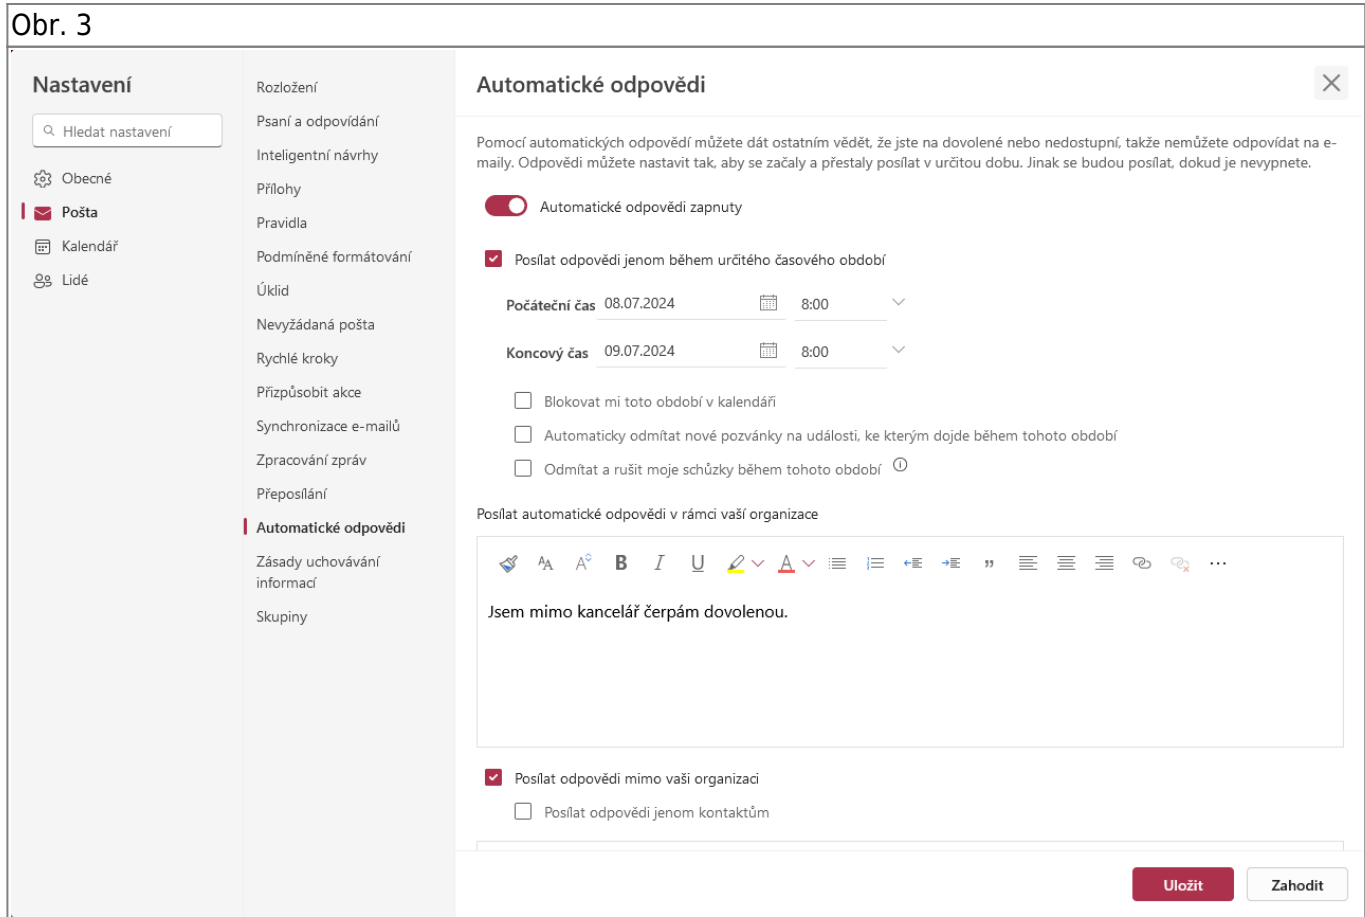 Obr. 3
Nastavení
Hledat nastavení
Obecné
Pošta
Kalendář
Lidé
Rozložení
Psaní a odpovídání
Inteligentní návrhy
Přílohy
Pravidla
Podmíněné formátování
Úklid
Nevyžádaná pošta
Rychlé kroky
Přizpůsobit akce
Synchronizace e-mailů
Zpracování zpráv
Přeposílání
Automatické odpovědi
Zásady uchovávání
informací
Skupiny
Automatické odpovědi
Pomocí automatických odpovědí můžete dát ostatním vědět, že jste na dovolené nebo nedostupní, takže nemůžete odpovídat na e-
maily. Odpovědi můžete nastavit tak, aby se začaly a přestaly posílat v určitou dobu. Jinak se budou posílat, dokud je nevypnete.
Automatické odpovědi zapnuty
Posílat odpovědi jenom během určitého časového období
Počáteční čas 08.07.2024 8:00
Koncový čas 09.07.2024 8:00
Blokovat mi toto období v kalendáři
Automaticky odmítat nové pozvánky na události, ke kterým dojde během tohoto období
Odmítat a rušit moje schůzky během tohoto období
Posílat automatické odpovědi v rámci vaší organizace
Jsem mimo kancelář čerpám dovolenou.
Posílat odpovědi mimo vaši organizaci
Posílat odpovědi jenom kontaktům
Uložit Zahodit